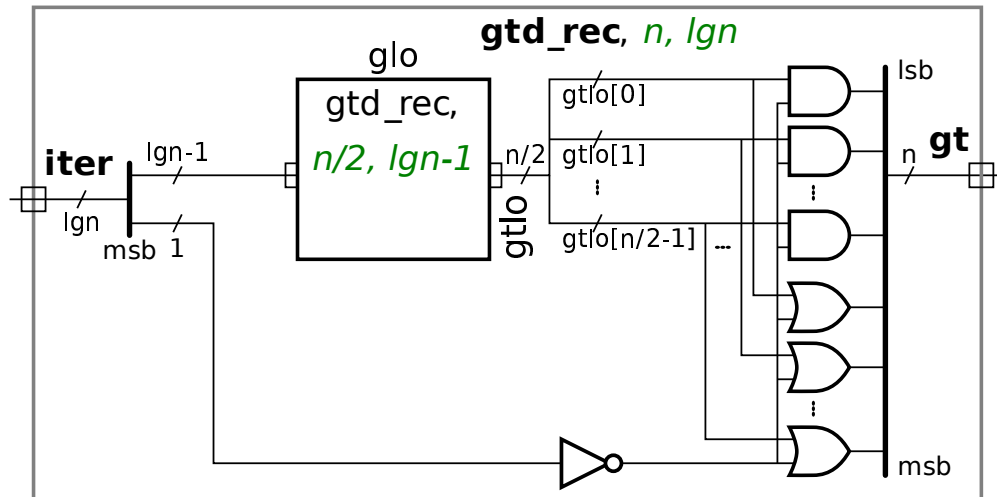 gtd_rec, n, lgn
glo
gtd_rec,
n/2, lgn-1
iter
lgn
lgn-1
msb 1
n/2
gtlo
gtlo[0]
gtlo[1]
gtlo[n/2-1]
...
lsb
n
gt
msb